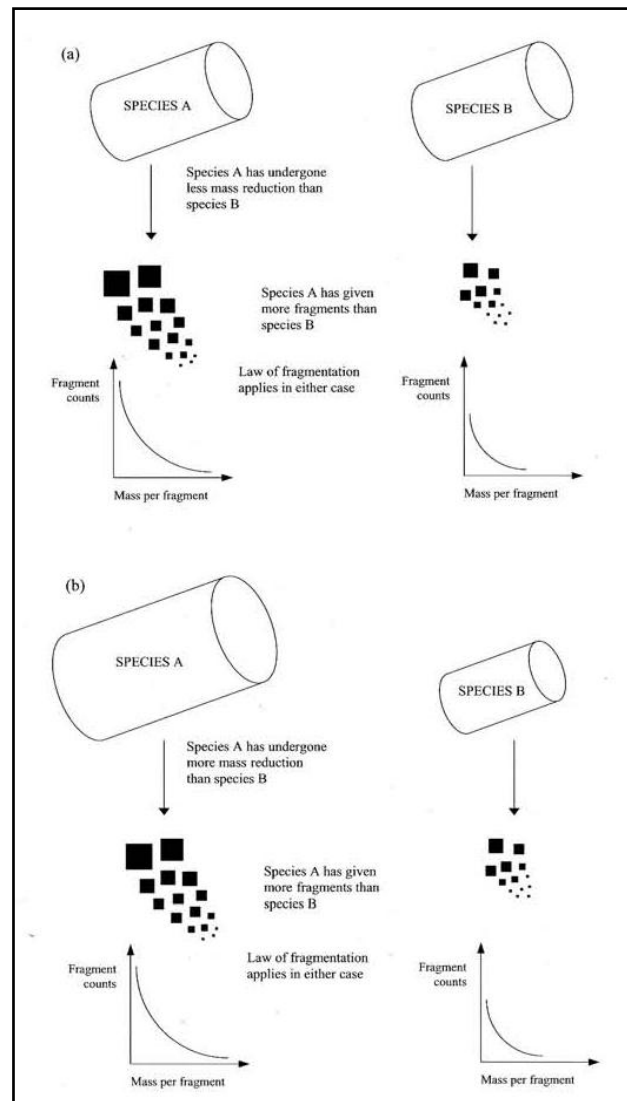 (a)
SPECIES A
SPECIES B
Species A has undergone
less mass reduction than
species B
Species A has given
more fragments than
species B
Law of fragmentation
applies in either case
Fragment
counts
Mass per fragment
Fragment
counts
Mass per fragment
(b)
SPECIES A
SPECIES B
Species A has undergone
more mass reduction
than species B
Species A has given
more fragments than
species B
Law of fragmentation
applies in either case
Fragment
counts
Mass per fragment
Fragment
counts
Mass per fragment